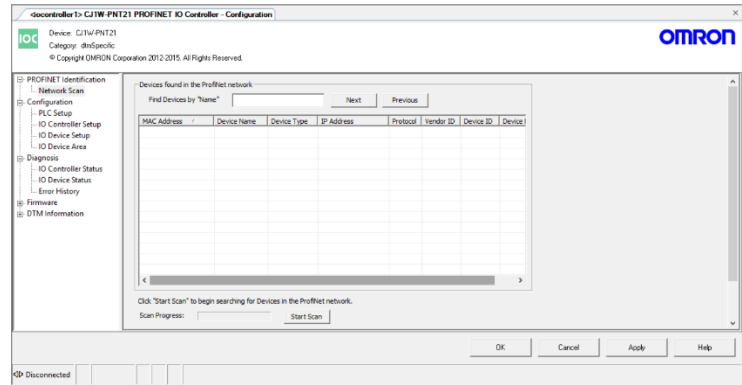 <iocontroller1> CJ1W-PNT21 PROFINET IO Controller - Configuration
IOC
Device: CJ1W-PNT21
Category: dtmSpecific
© Copyright OMRON Corporation 2012-2015. All Rights Reserved.
OMRON
PROFINET Identification
Network Scan
Configuration
PLC Setup
IO Controller Setup
IO Device Setup
IO Device Area
Diagnosis
IO Controller Status
IO Device Status
Error History
Firmware
DTM Information
Devices found in the ProfiNet network
Find Devices by "Name"
Next
Previous
MAC Address
Device Name
Device Type
IP Address
Protocol
Vendor ID
Device ID
Device
Click "Start Scan" to begin searching for Devices in the ProfiNet network.
Scan Progress:
Start Scan
OK
Cancel
Apply
Help
Disconnected